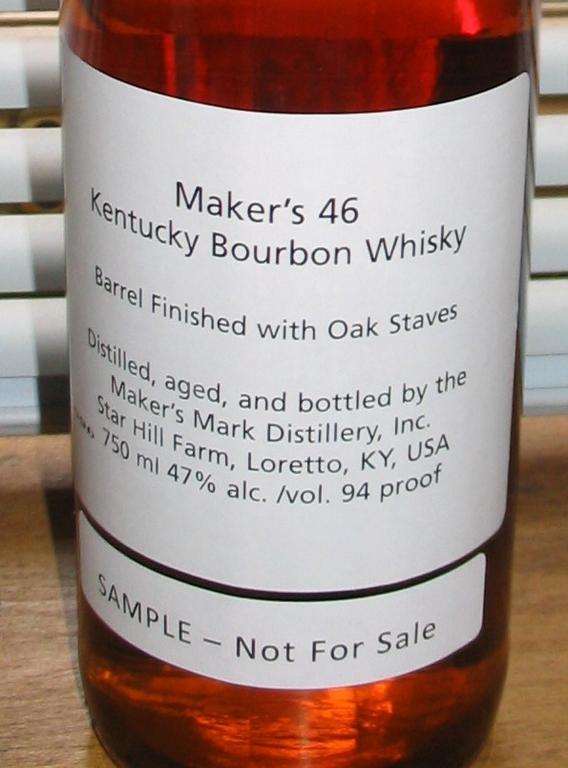 Maker's 46
Kentucky Bourbon Whisky
Barrel Finished with Oak Staves
Distilled, aged, and bottled by the
Maker's Mark Distillery, Inc.
Star Hill Farm, Loretto, KY, USA
750 ml 47% alc. /vol. 94 proof
SAMPLE – Not For Sale